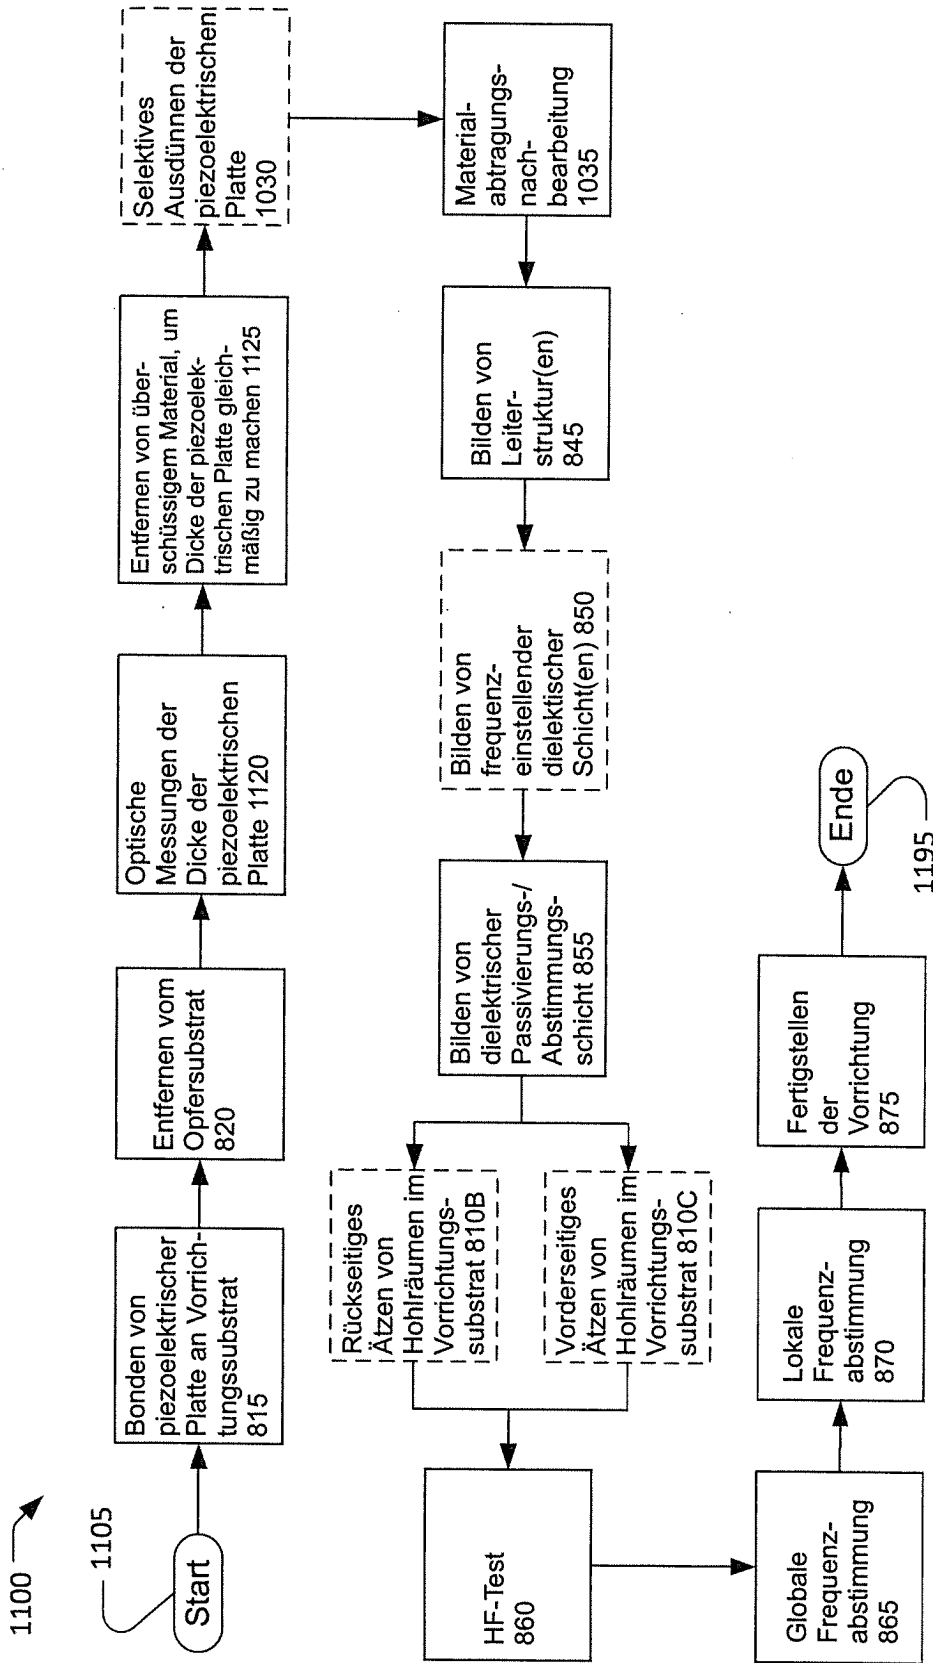 1100
1105
Start
Bonden von
piezoelektrischer
Platte an Vorrich-
tungssubstrat
815
Entfernen vom
Opfersubstrat
820
Optische
Messungen der
Dicke der
piezoelektrischen
Platte 1120
Entfernen von über-
schüssigem Material, um
Dicke der piezoelek-
trischen Platte gleich-
mäßig zu machen 1125
Selektives
Ausdünnen der
piezoelektrischen
Platte
1030
Material-
abtragungs-
nach-
bearbeitung
1035
Bilden von
Leiter-
struktur(en)
845
Bilden von
frequenz-
einstellender
dielektischer
Schicht(en) 850
Bilden von
dielektrischer
Passivierungs-/
Abstimmungs-
schicht 855
Rückseitiges
Ätzen von
Hohlräumen im
Vorrichtungs-
substrat 810B
Vorderseitiges
Ätzen von
Hohlräumen im
Vorrichtungs-
substrat 810C
HF-Test
860
Globale
Frequenz-
abstimmung
865
Lokale
Frequenz-
abstimmung
870
Fertigstellen
der
Vorrichtung
875
Ende
1195